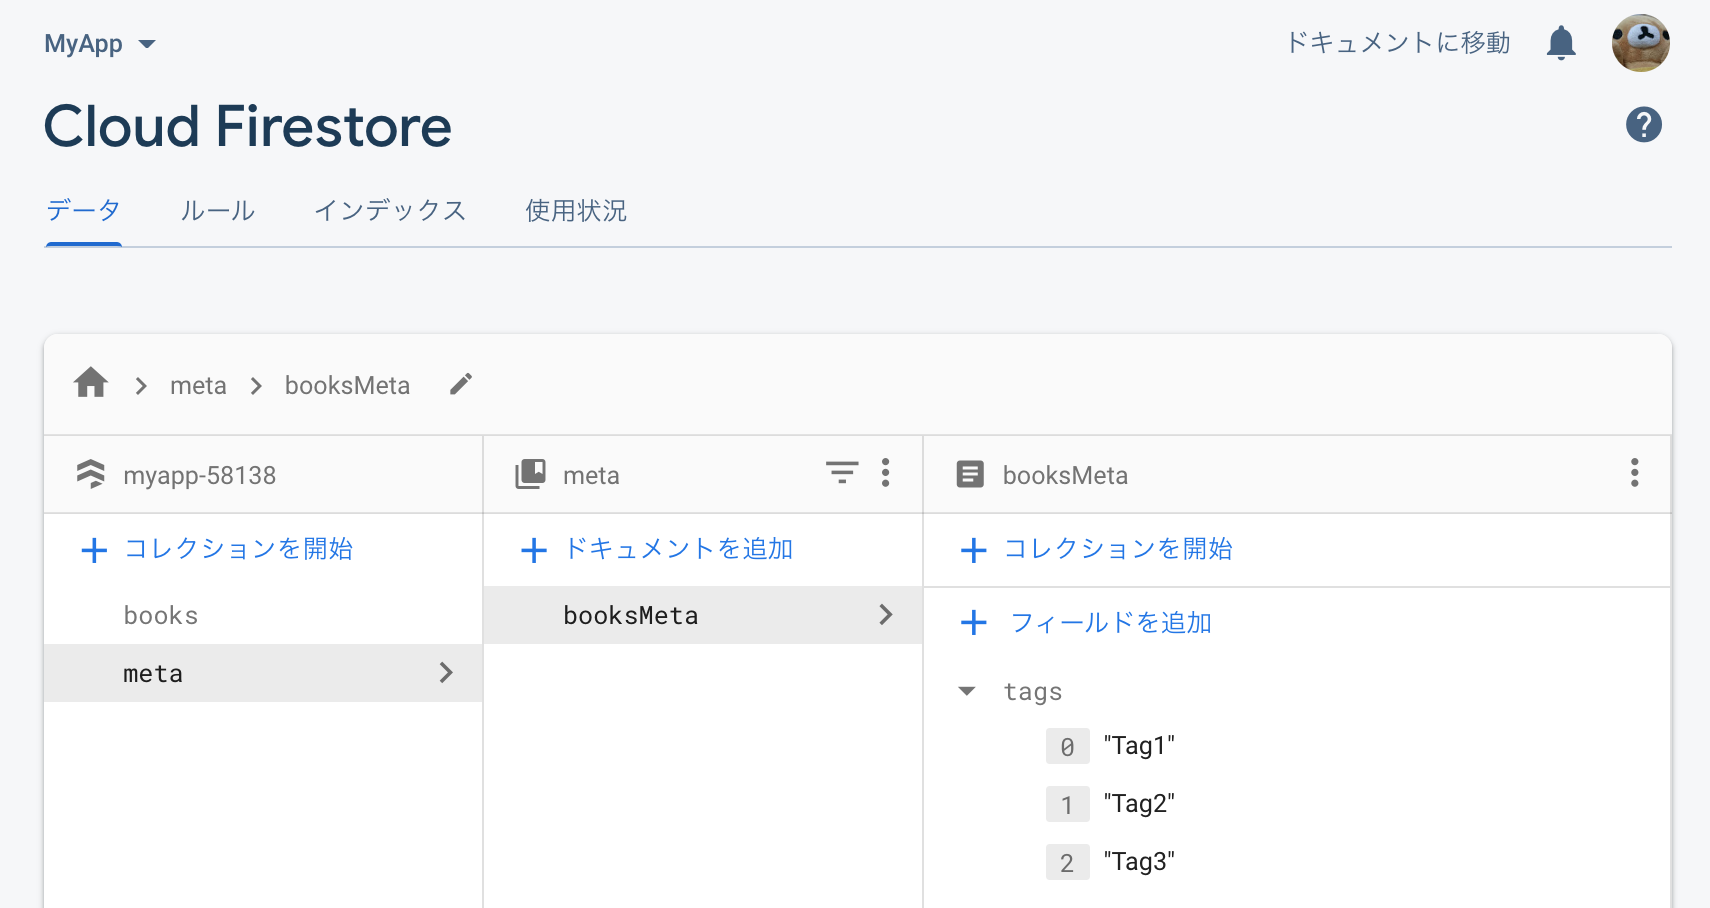 MyApp
ドキュメントに移動
Cloud Firestore
?
データ ルール インデックス 使用状況
meta booksMeta
myapp-58138
meta
booksMeta
コレクションを開始
ドキュメントを追加
コレクションを開始
books
booksMeta
フィールドを追加
meta
tags
0 "Tag1"
1 "Tag2"
2 "Tag3"